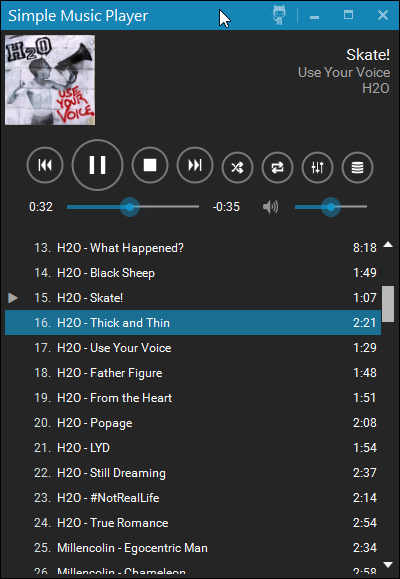 Simple Music Player
H2O
USE
YOUR
VOICE.
Skate!
Use Your Voice
H2O
0:32
-0:35
13. H2O - What Happened? 8:18
14. H2O - Black Sheep 1:49
15. H2O - Skate! 1:07
16. H2O - Thick and Thin 2:21
17. H2O - Use Your Voice 1:29
18. H2O - Father Figure 1:48
19. H2O - From the Heart 1:51
20. H2O - Popage 2:08
21. H2O - LYD 1:54
22. H2O - Still Dreaming 2:37
23. H2O - #NotRealLife 2:14
24. H2O - True Romance 2:54
25. Millencolin - Egocentric Man 2:34
26. Millencolin - Chameleon 2:58